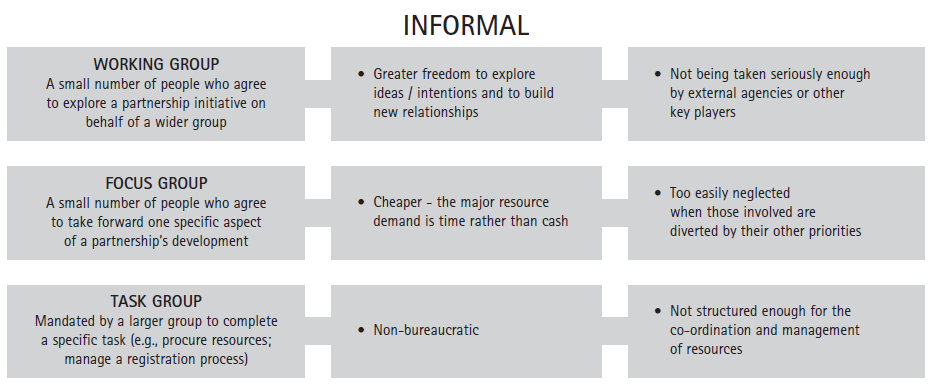 INFORMAL
WORKING GROUP
A small number of people who agree
to explore a partnership initiative on
behalf of a wider group
• Greater freedom to explore
ideas / intentions and to build
new relationships
• Not being taken seriously enough
by external agencies or other
key players
FOCUS GROUP
A small number of people who agree
to take forward one specific aspect
of a partnership's development
• Cheaper - the major resource
demand is time rather than cash
• Too easily neglected
when those involved are
diverted by their other priorities
TASK GROUP
Mandated by a larger group to complete
a specific task (e.g., procure resources;
manage a registration process)
• Non-bureaucratic
• Not structured enough for the
co-ordination and management
of resources